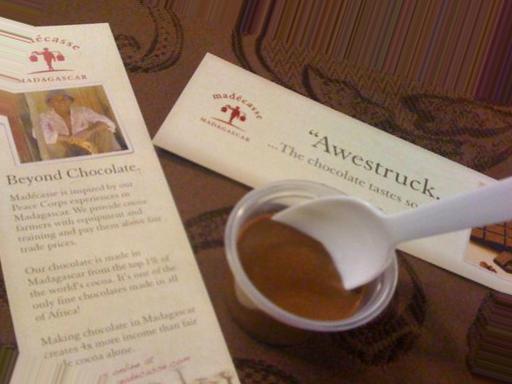 madécasse
MADAGASCAR
Beyond Chocolate.
Madécasse is inspired by our
Peace Corps experiences in
Madagascar. We provide cocoa
farmers with equipment and
training and pay them above fair
trade prices.
Our chocolate is made in
Madagascar from the top 1% of
the world's cocoa. It's one of the
only fine chocolates made in all
of Africa!
Making chocolate in Madagascar
creates 4x more income than fair
cocoa alone.
online at
madécasse
MADAGASCAR
"Awestruck.
...The chocolate tastes so